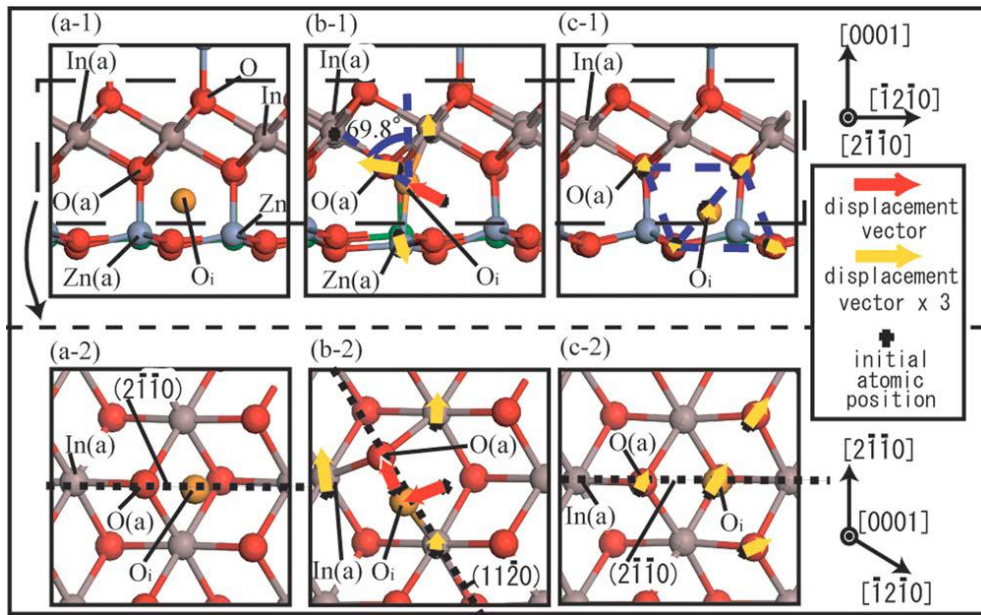 (a-1)
(b-1)
(c-1)
In(a)
O
In
O(a)
Zn
Zn(a)
Oi
In(a)
69.8°
O(a)
Zn(a)
Oi
In(a)
O(a)
Oi
[0001]
[1̄21̄0]
[21̄1̄0]
displacement
vector
displacement
vector x 3
initial
atomic
position
(a-2)
(b-2)
(c-2)
(21̄1̄0)
In(a)
O(a)
Oi
O(a)
In(a)
Oi
(112̄0)
O(a)
In(a)
Oi
(21̄1̄0)
[21̄1̄0]
[0001]
[1̄21̄0]